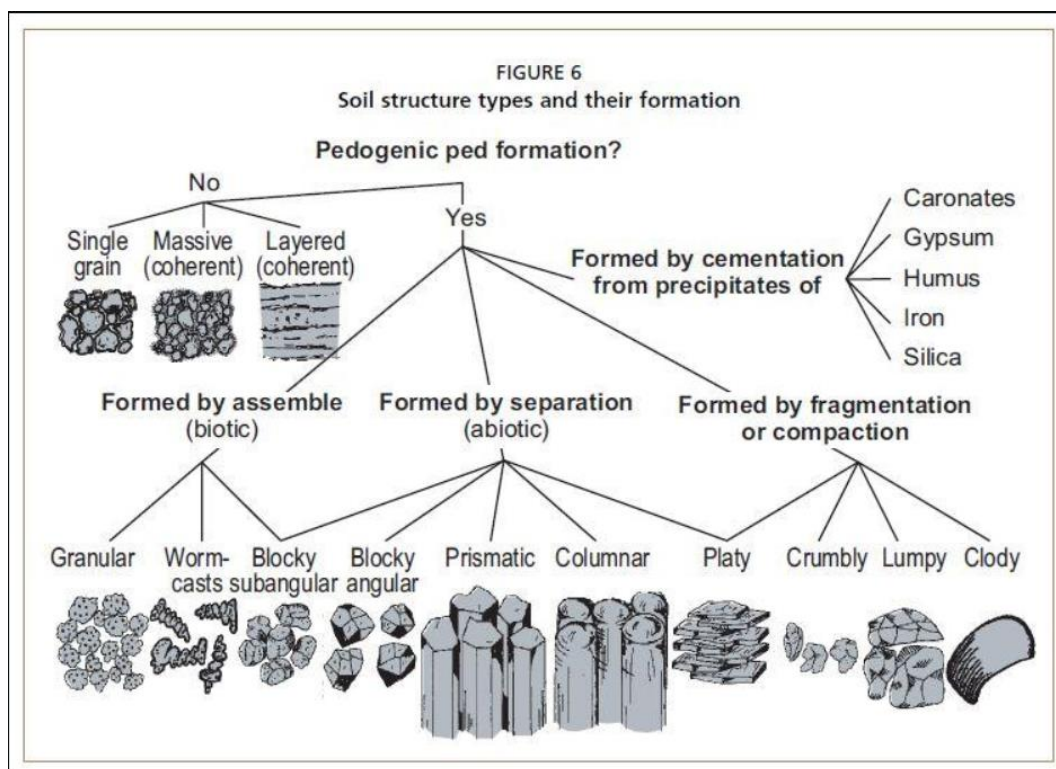 FIGURE 6
Soil structure types and their formation
Pedogenic ped formation?
No
Yes
Single
grain
Massive
(coherent)
Layered
(coherent)
Formed by cementation
from precipitates of
Caronates
Gypsum
Humus
Iron
Silica
Formed by assemble
(biotic)
Formed by separation
(abiotic)
Formed by fragmentation
or compaction
Granular
Worm-
casts
Blocky
subangular
Blocky
angular
Prismatic
Columnar
Platy
Crumbly
Lumpy
Clody